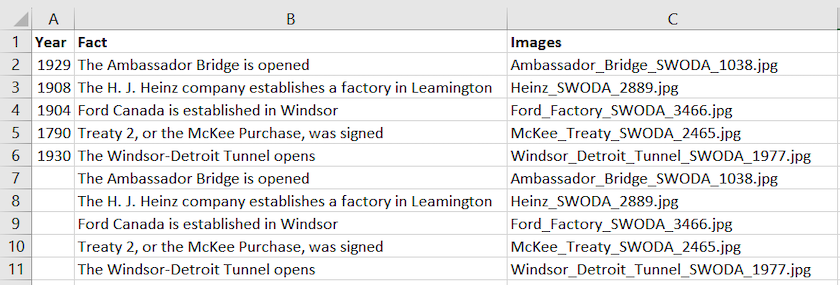 A B C
1 Year Fact Images
2 1929 The Ambassador Bridge is opened Ambassador_Bridge_SWODA_1038.jpg
3 1908 The H. J. Heinz company establishes a factory in Leamington Heinz_SWODA_2889.jpg
4 1904 Ford Canada is established in Windsor Ford_Factory_SWODA_3466.jpg
5 1790 Treaty 2, or the McKee Purchase, was signed McKee_Treaty_SWODA_2465.jpg
6 1930 The Windsor-Detroit Tunnel opens Windsor_Detroit_Tunnel_SWODA_1977.jpg
7 The Ambassador Bridge is opened Ambassador_Bridge_SWODA_1038.jpg
8 The H. J. Heinz company establishes a factory in Leamington Heinz_SWODA_2889.jpg
9 Ford Canada is established in Windsor Ford_Factory_SWODA_3466.jpg
10 Treaty 2, or the McKee Purchase, was signed McKee_Treaty_SWODA_2465.jpg
11 The Windsor-Detroit Tunnel opens Windsor_Detroit_Tunnel_SWODA_1977.jpg